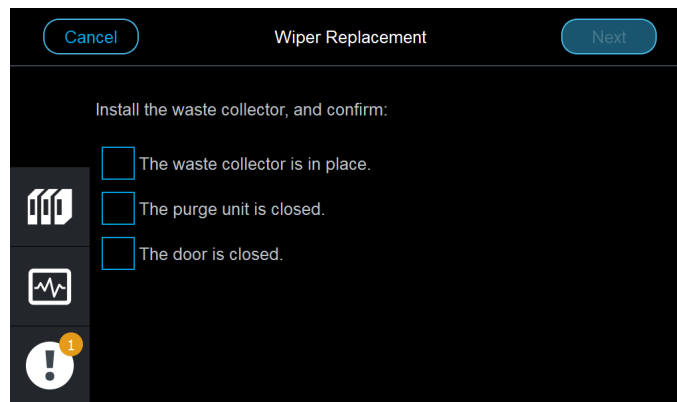 Cancel Wiper Replacement Next
Install the waste collector, and confirm:
The waste collector is in place.
The purge unit is closed.
The door is closed.
1